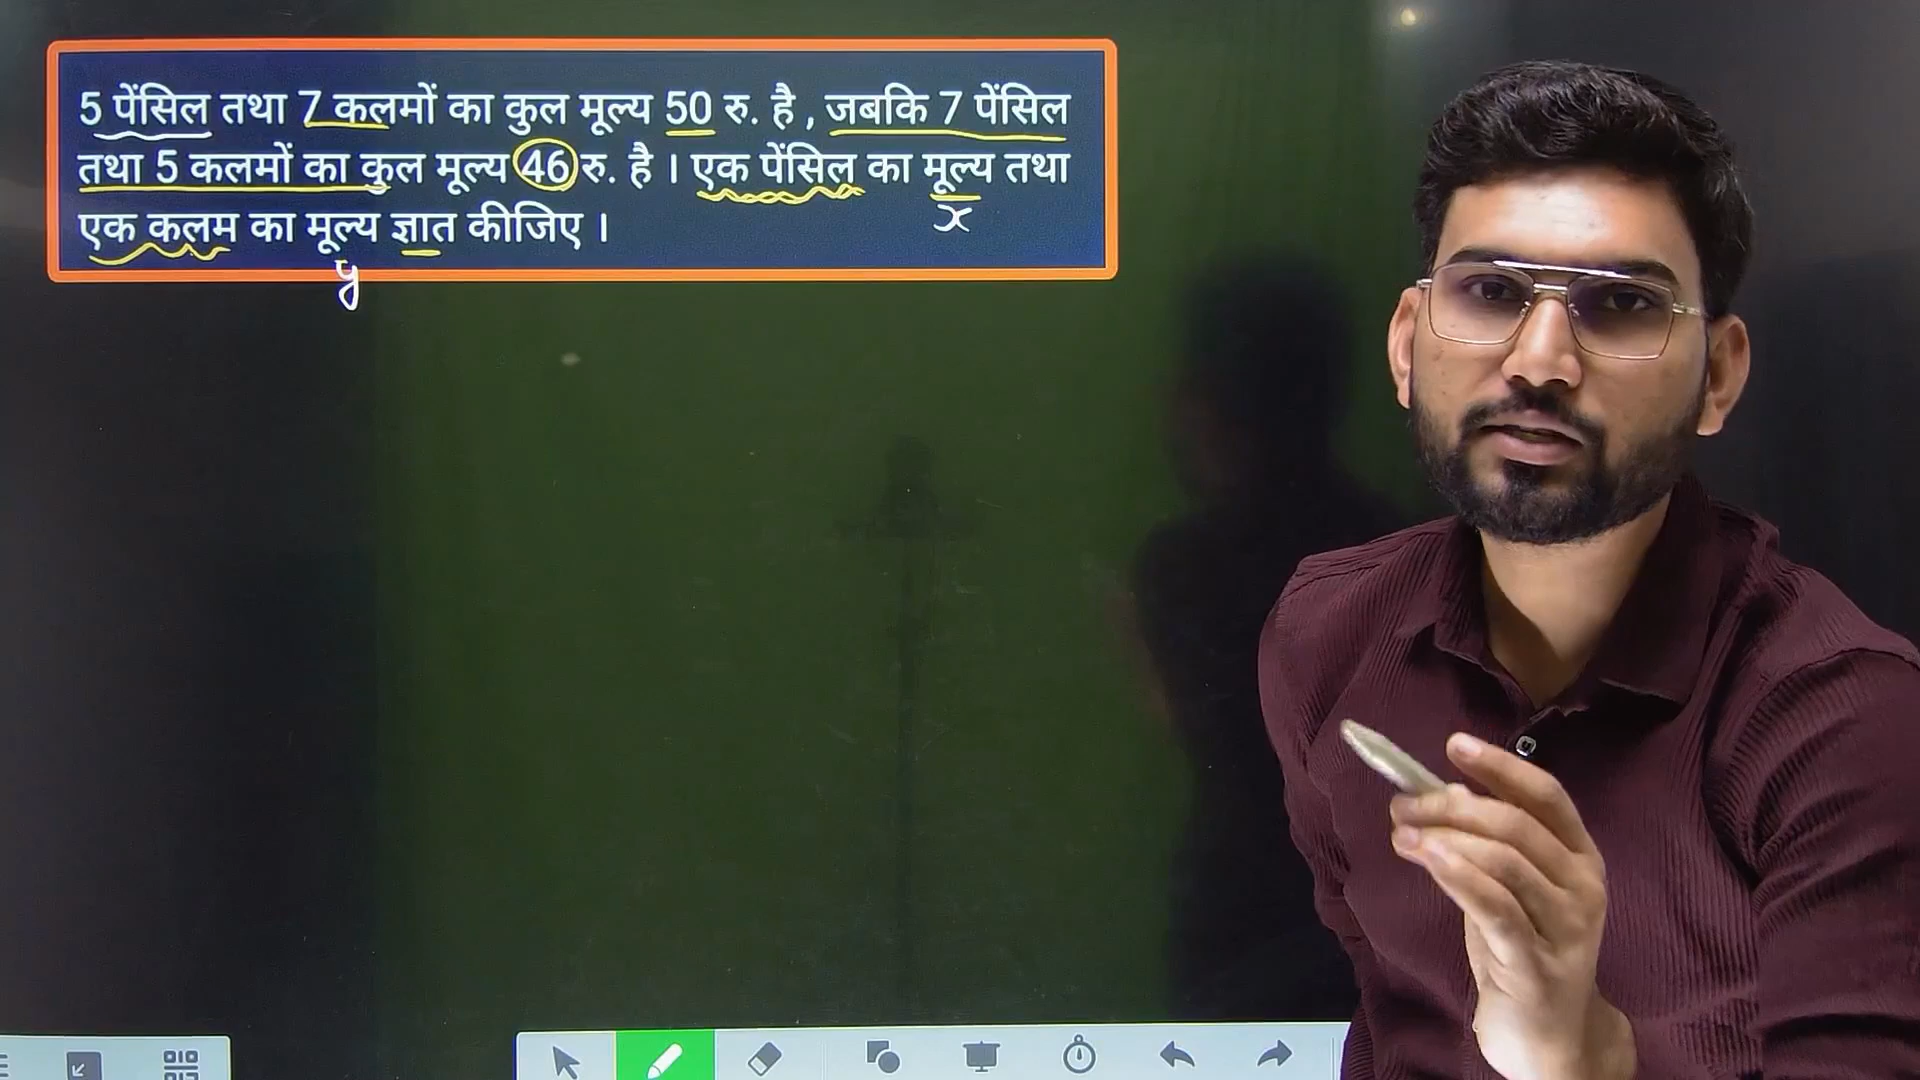 5 पेंसिल तथा 7 कलमों का कुल मूल्य 50 रु. है , जबकि 7 पेंसिल
तथा 5 कलमों का कुल मूल्य 46 रु. है । एक पेंसिल का मूल्य तथा
x
एक कलम का मूल्य ज्ञात कीजिए ।
y